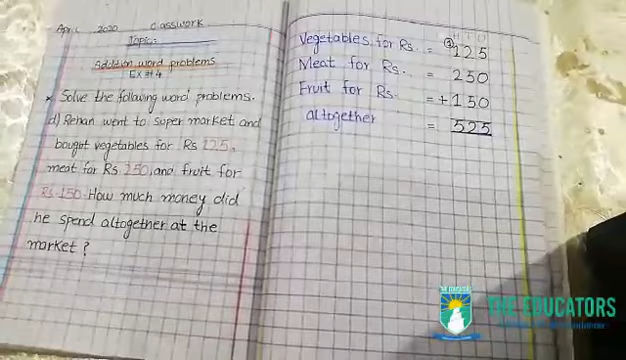 April 2020 Classwork
Topic:
Addition word problems
Ex # 4
* Solve the following word problems.
d) Rehan went to super market and
bought vegetables for Rs 125,
meat for Rs 250, and fruit for
Rs 150. How much money did
he spend altogether at the
market?
H T O
Vegetables for Rs. = ①125
Meat for Rs. = 250
Fruit for Rs. = +150
altogether = 525
THE EDUCATORS